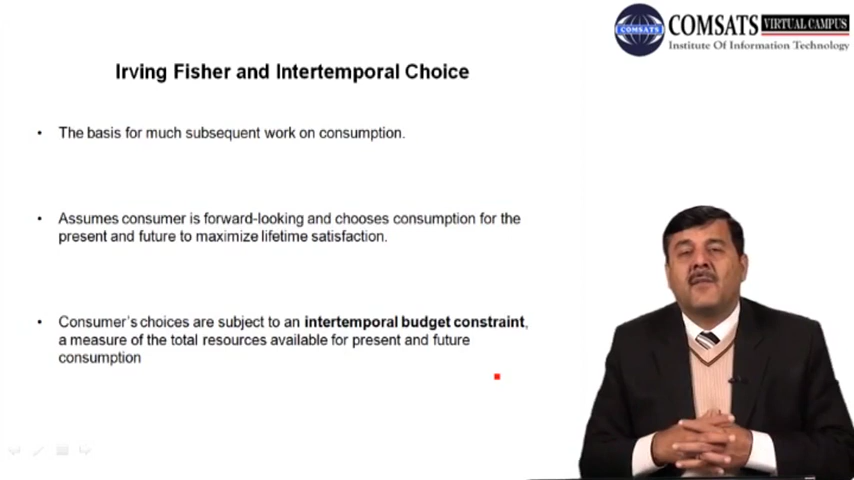 COMSATS
COMSATS VIRTUAL CAMPUS
Institute Of Information Technology
Irving Fisher and Intertemporal Choice
• The basis for much subsequent work on consumption.
• Assumes consumer is forward-looking and chooses consumption for the
present and future to maximize lifetime satisfaction.
• Consumer's choices are subject to an intertemporal budget constraint,
a measure of the total resources available for present and future
consumption